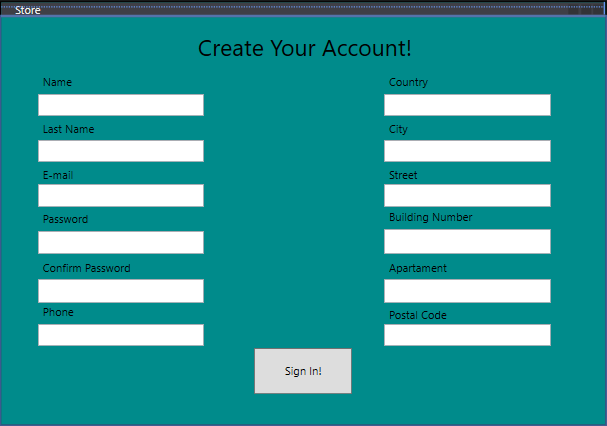 Store
Create Your Account!
Name
Country
Last Name
City
E-mail
Street
Password
Building Number
Confirm Password
Apartament
Phone
Postal Code
Sign In!